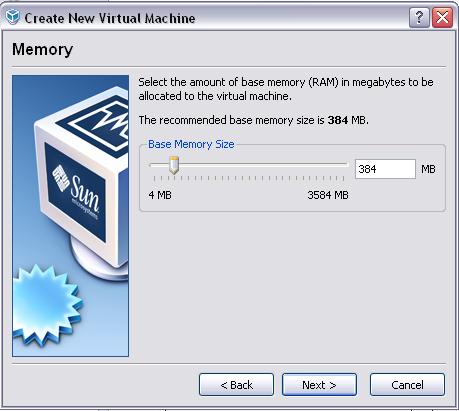 Create New Virtual Machine
Memory
Select the amount of base memory (RAM) in megabytes to be
allocated to the virtual machine.
The recommended base memory size is 384 MB.
Base Memory Size
384 MB
4 MB 3584 MB
Sun
microsystems
< Back Next > Cancel